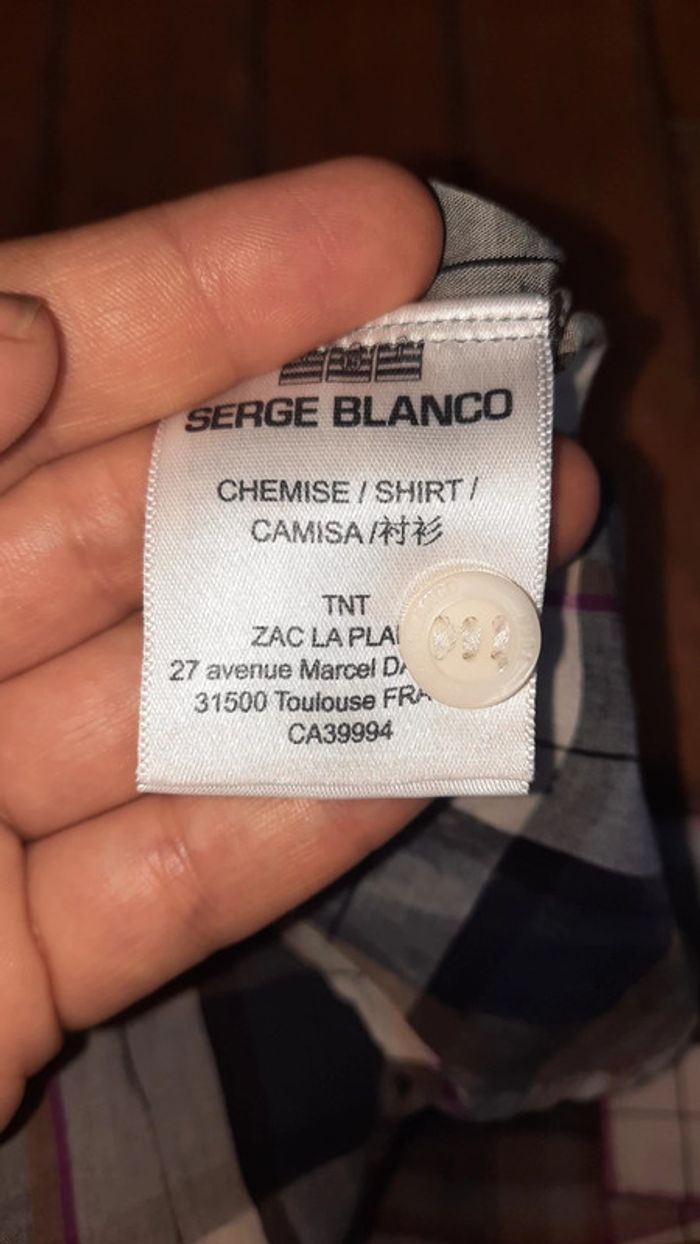 SERGE BLANCO
CHEMISE / SHIRT /
CAMISA /衬衫
TNT
ZAC LA
27 avenue Marcel
31500 Toulouse
CA39994